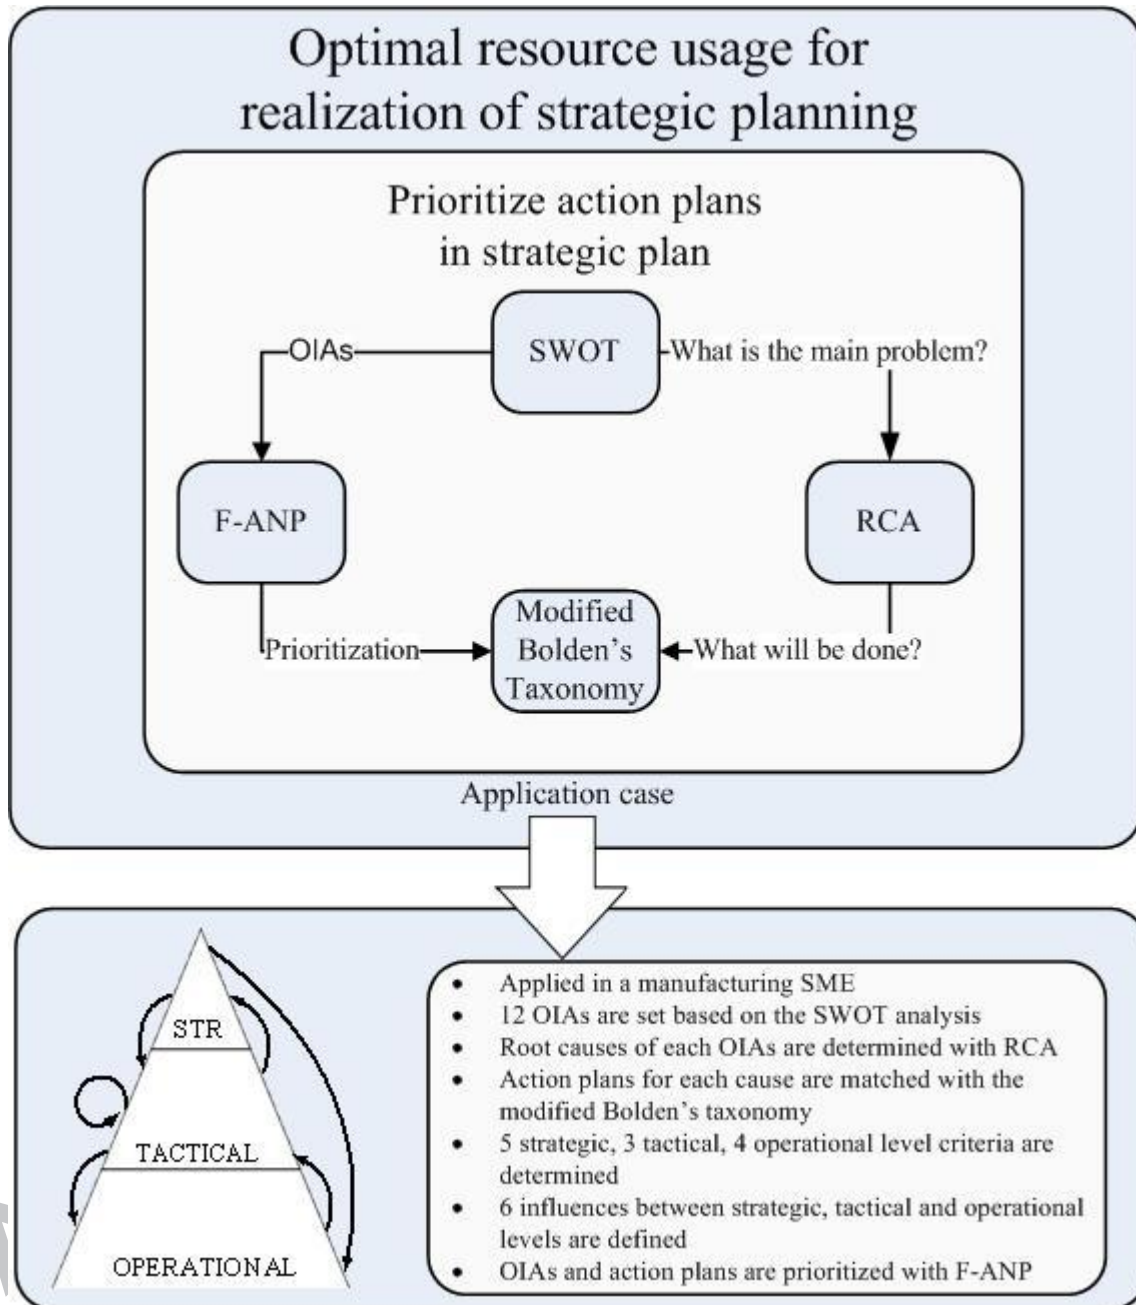 Optimal resource usage for
realization of strategic planning
Prioritize action plans
in strategic plan
SWOT
OIAs
What is the main problem?
F-ANP
RCA
Modified
Bolden's
Taxonomy
Prioritization
What will be done?
Application case
STR
TACTICAL
OPERATIONAL
• Applied in a manufacturing SME
• 12 OIAs are set based on the SWOT analysis
• Root causes of each OIAs are determined with RCA
• Action plans for each cause are matched with the
modified Bolden's taxonomy
• 5 strategic, 3 tactical, 4 operational level criteria are
determined
• 6 influences between strategic, tactical and operational
levels are defined
• OIAs and action plans are prioritized with F-ANP